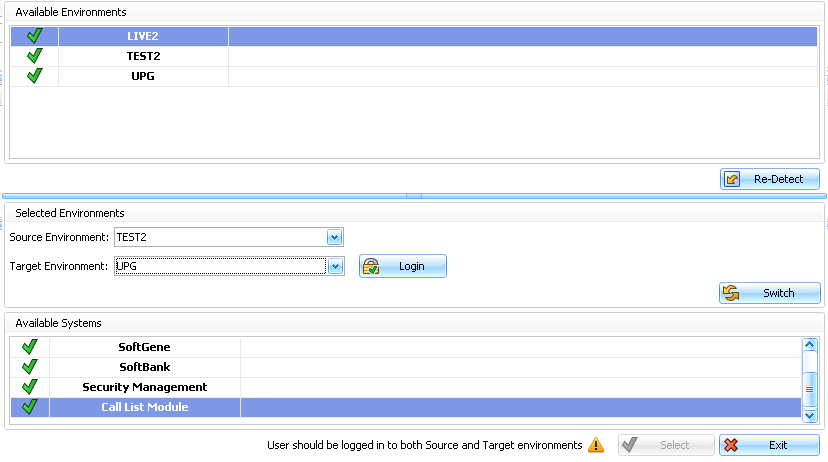 Available Environments
LIVE2
TEST2
UPG
Re-Detect
Selected Environments
Source Environment: TEST2
Target Environment: UPG Login
Switch
Available Systems
SoftGene
SoftBank
Security Management
Call List Module
User should be logged in to both Source and Target environments Select Exit